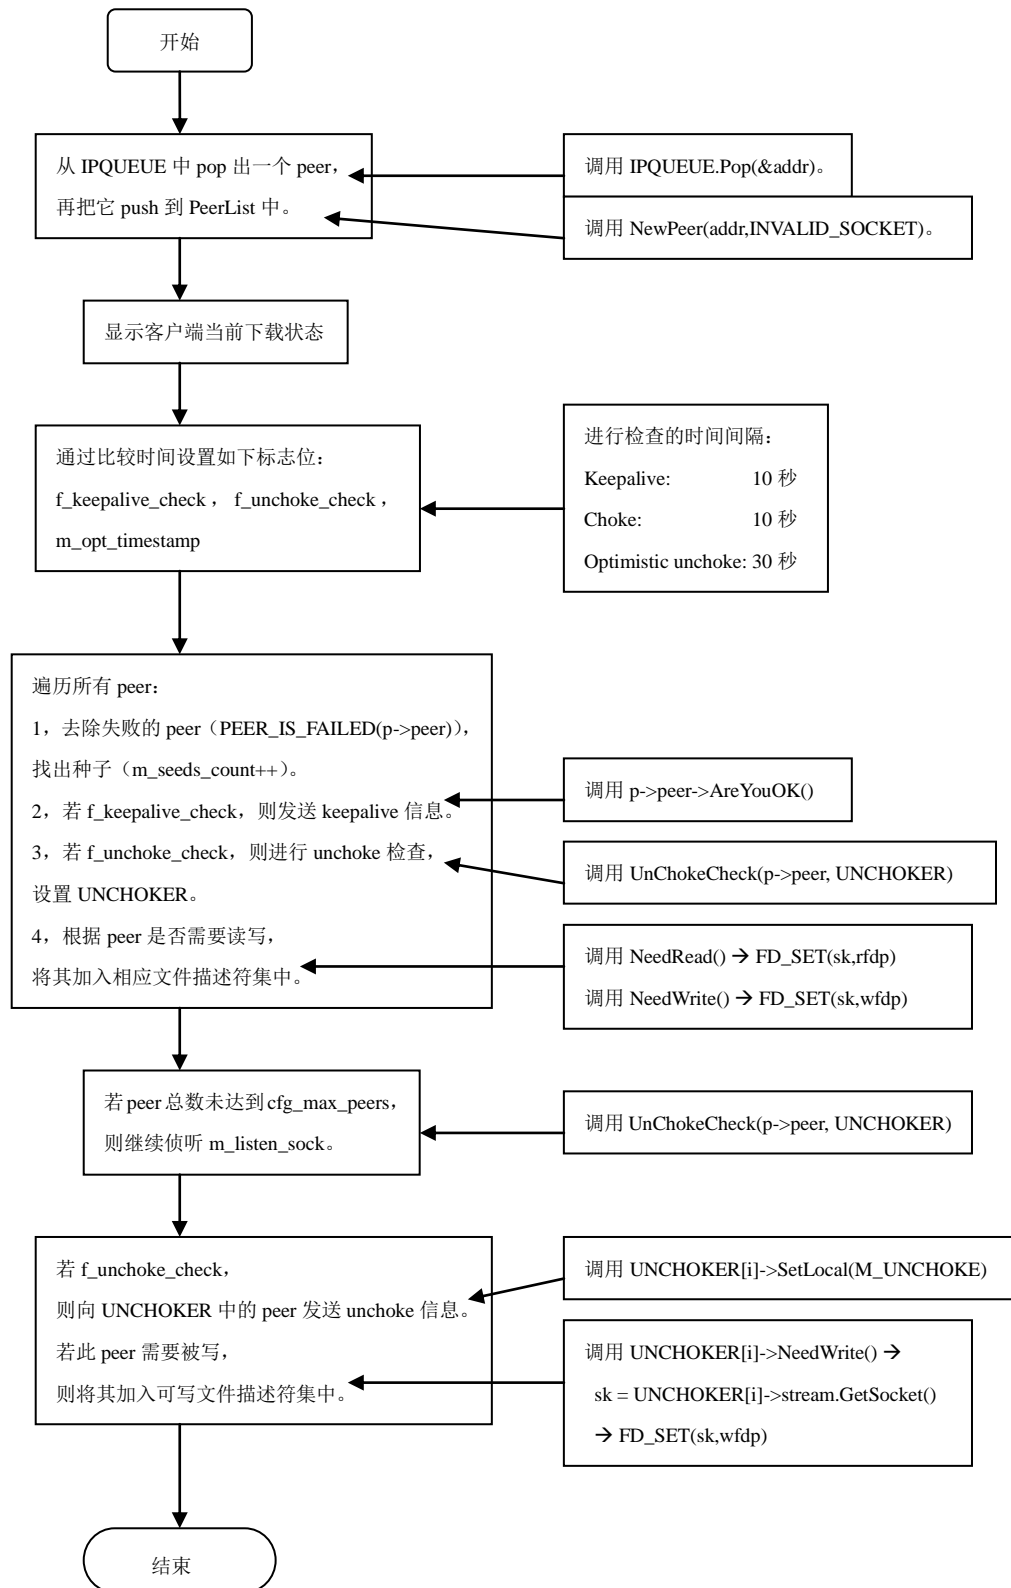 开始
从 IPQUEUE 中 pop 出一个 peer，
再把它 push 到 PeerList 中。
调用 IPQUEUE.Pop(&addr)。
调用 NewPeer(addr,INVALID_SOCKET)。
显示客户端当前下载状态
通过比较时间设置如下标志位：
f_keepalive_check， f_unchoke_check，
m_opt_timestamp
进行检查的时间间隔：
Keepalive: 10 秒
Choke: 10 秒
Optimistic unchoke: 30 秒
遍历所有 peer：
1，去除失败的 peer（PEER_IS_FAILED(p->peer)），
找出种子（m_seeds_count++）。
2，若 f_keepalive_check，则发送 keepalive 信息。
3，若 f_unchoke_check，则进行 unchoke 检查，
设置 UNCHOKER。
4，根据 peer 是否需要读写，
将其加入相应文件描述符集中。
调用 p->peer->AreYouOK()
调用 UnChokeCheck(p->peer, UNCHOKER)
调用 NeedRead() → FD_SET(sk,rfdp)
调用 NeedWrite() → FD_SET(sk,wfdp)
若 peer 总数未达到 cfg_max_peers，
则继续侦听 m_listen_sock。
调用 UnChokeCheck(p->peer, UNCHOKER)
若 f_unchoke_check，
则向 UNCHOKER 中的 peer 发送 unchoke 信息。
若此 peer 需要被写，
则将其加入可写文件描述符集中。
调用 UNCHOKER[i]->SetLocal(M_UNCHOKE)
调用 UNCHOKER[i]->NeedWrite() →
sk = UNCHOKER[i]->stream.GetSocket()
→ FD_SET(sk,wfdp)
结束